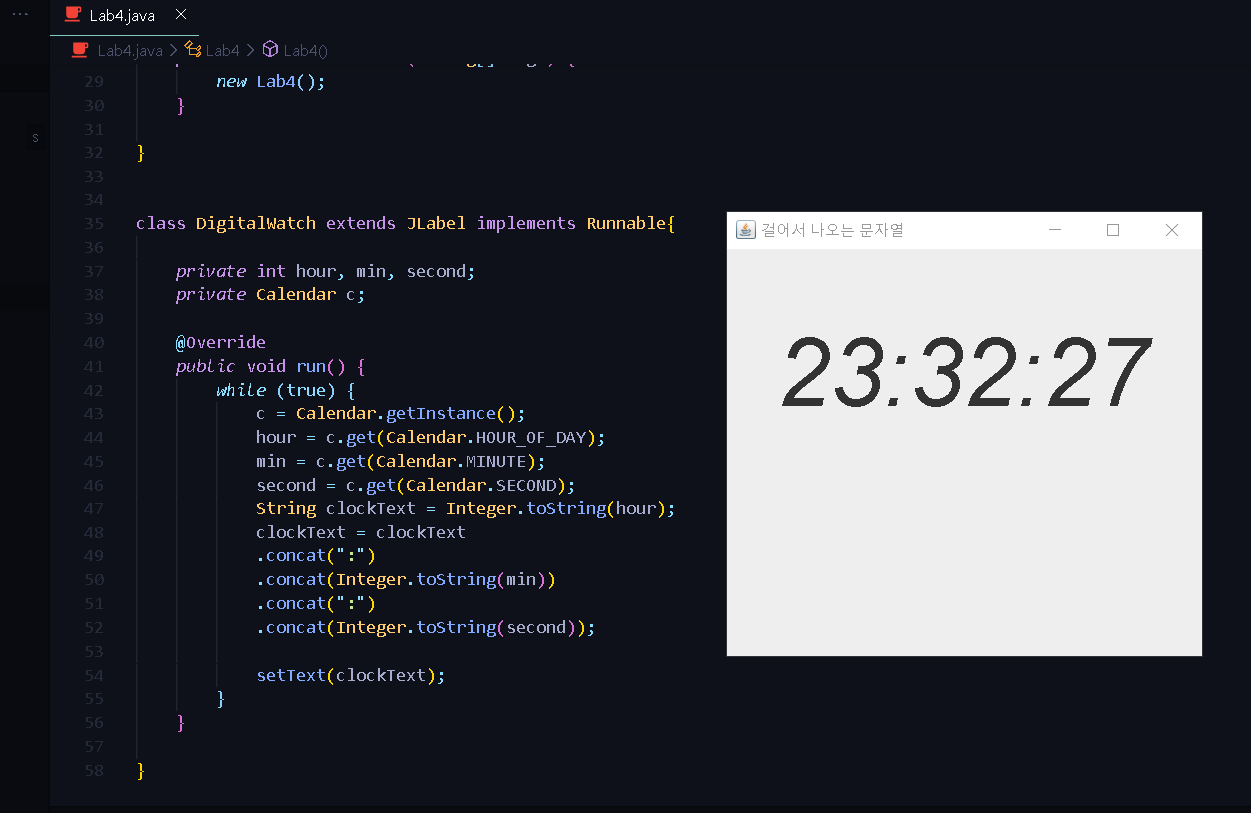 Lab4.java
Lab4.java > Lab4 > Lab4()
29 new Lab4();
30 }
31
32 }
33
34
35 class DigitalWatch extends JLabel implements Runnable{
36
37 private int hour, min, second;
38 private Calendar c;
39
40 @Override
41 public void run() {
42 while (true) {
43 c = Calendar.getInstance();
44 hour = c.get(Calendar.HOUR_OF_DAY);
45 min = c.get(Calendar.MINUTE);
46 second = c.get(Calendar.SECOND);
47 String clockText = Integer.toString(hour);
48 clockText = clockText
49 .concat(":")
50 .concat(Integer.toString(min))
51 .concat(":")
52 .concat(Integer.toString(second));
53
54 setText(clockText);
55 }
56 }
57
58 }
s
걸어서 나오는 문자열
23:32:27